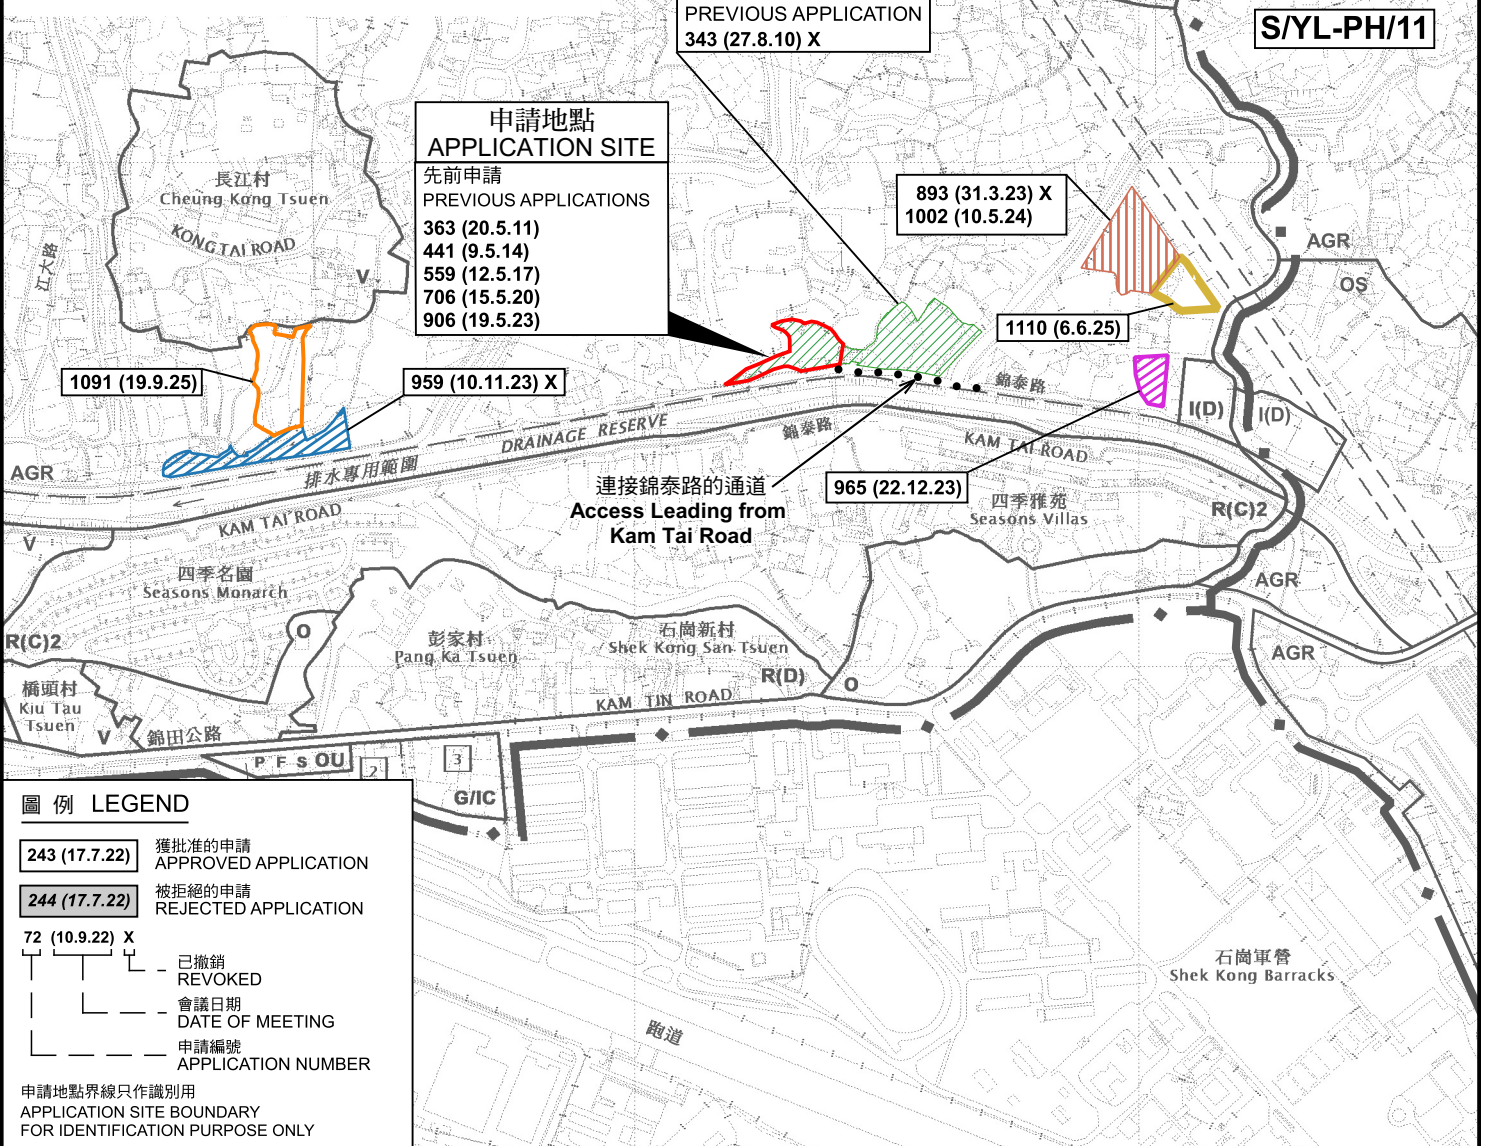 PREVIOUS APPLICATION
343 (27.8.10) X
S/YL-PH/11
申請地點
APPLICATION SITE
先前申請
PREVIOUS APPLICATIONS
363 (20.5.11)
441 (9.5.14)
559 (12.5.17)
706 (15.5.20)
906 (19.5.23)
長江村
Cheung Kong Tsuen
KONG TAI ROAD
江大路
V
893 (31.3.23) X
1002 (10.5.24)
AGR
OS
1110 (6.6.25)
1091 (19.9.25)
959 (10.11.23) X
錦泰路
I(D)
I(D)
AGR
DRAINAGE RESERVE
排水專用範圍
錦泰路
KAM TAI ROAD
KAM TAI ROAD
連接錦泰路的通道
Access Leading from
Kam Tai Road
965 (22.12.23)
四季雅苑
Seasons Villas
R(C)2
V
四季名園
Seasons Monarch
AGR
R(C)2
O
彭家村
Pang Ka Tsuen
石崗新村
Shek Kong San Tsuen
R(D)
O
AGR
橋頭村
Kiu Tau
Tsuen
V
錦田公路
KAM TIN ROAD
P F S OU
2
3
G/IC
圖 例 LEGEND
243 (17.7.22)
獲批准的申請
APPROVED APPLICATION
244 (17.7.22)
被拒絕的申請
REJECTED APPLICATION
72 (10.9.22) X
已撤銷
REVOKED
會議日期
DATE OF MEETING
申請編號
APPLICATION NUMBER
申請地點界線只作識別用
APPLICATION SITE BOUNDARY
FOR IDENTIFICATION PURPOSE ONLY
石崗軍營
Shek Kong Barracks
跑道